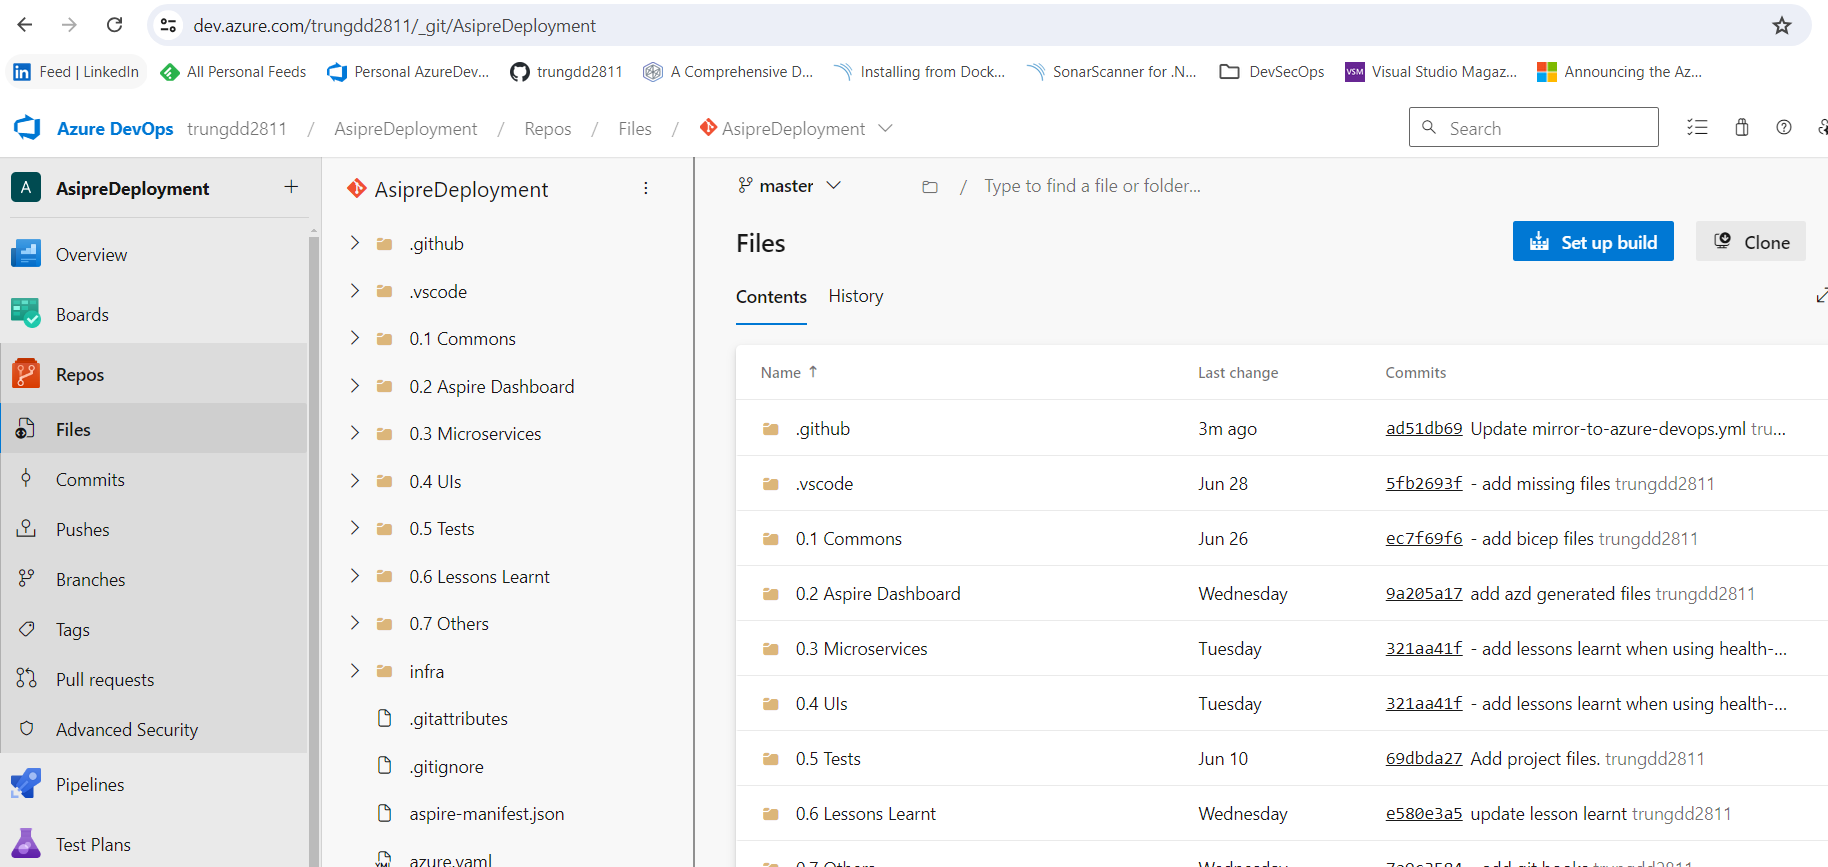 dev.azure.com/trungdd2811/_git/AsipreDeployment
Feed | LinkedIn All Personal Feeds Personal AzureDev... trungdd2811 A Comprehensive D... Installing from Dock... SonarScanner for .N... DevSecOps VSM Visual Studio Magaz... Announcing the Az...
Azure DevOps trungdd2811 / AsipreDeployment / Repos / Files / AsipreDeployment
Search
A AsipreDeployment +
Overview
Boards
Repos
Files
Commits
Pushes
Branches
Tags
Pull requests
Advanced Security
Pipelines
Test Plans
AsipreDeployment
.github
.vscode
0.1 Commons
0.2 Aspire Dashboard
0.3 Microservices
0.4 UIs
0.5 Tests
0.6 Lessons Learnt
0.7 Others
infra
.gitattributes
.gitignore
aspire-manifest.json
azure.yaml
master / Type to find a file or folder...
Files
Set up build Clone
Contents History
Name Last change Commits
.github 3m ago ad51db69 Update mirror-to-azure-devops.yml tru...
.vscode Jun 28 5fb2693f - add missing files trungdd2811
0.1 Commons Jun 26 ec7f69f6 - add bicep files trungdd2811
0.2 Aspire Dashboard Wednesday 9a205a17 add azd generated files trungdd2811
0.3 Microservices Tuesday 321aa41f - add lessons learnt when using health-...
0.4 UIs Tuesday 321aa41f - add lessons learnt when using health-...
0.5 Tests Jun 10 69dbda27 Add project files. trungdd2811
0.6 Lessons Learnt Wednesday e580e3a5 update lesson learnt trungdd2811
0.7 Others - add git hooks trungdd2811